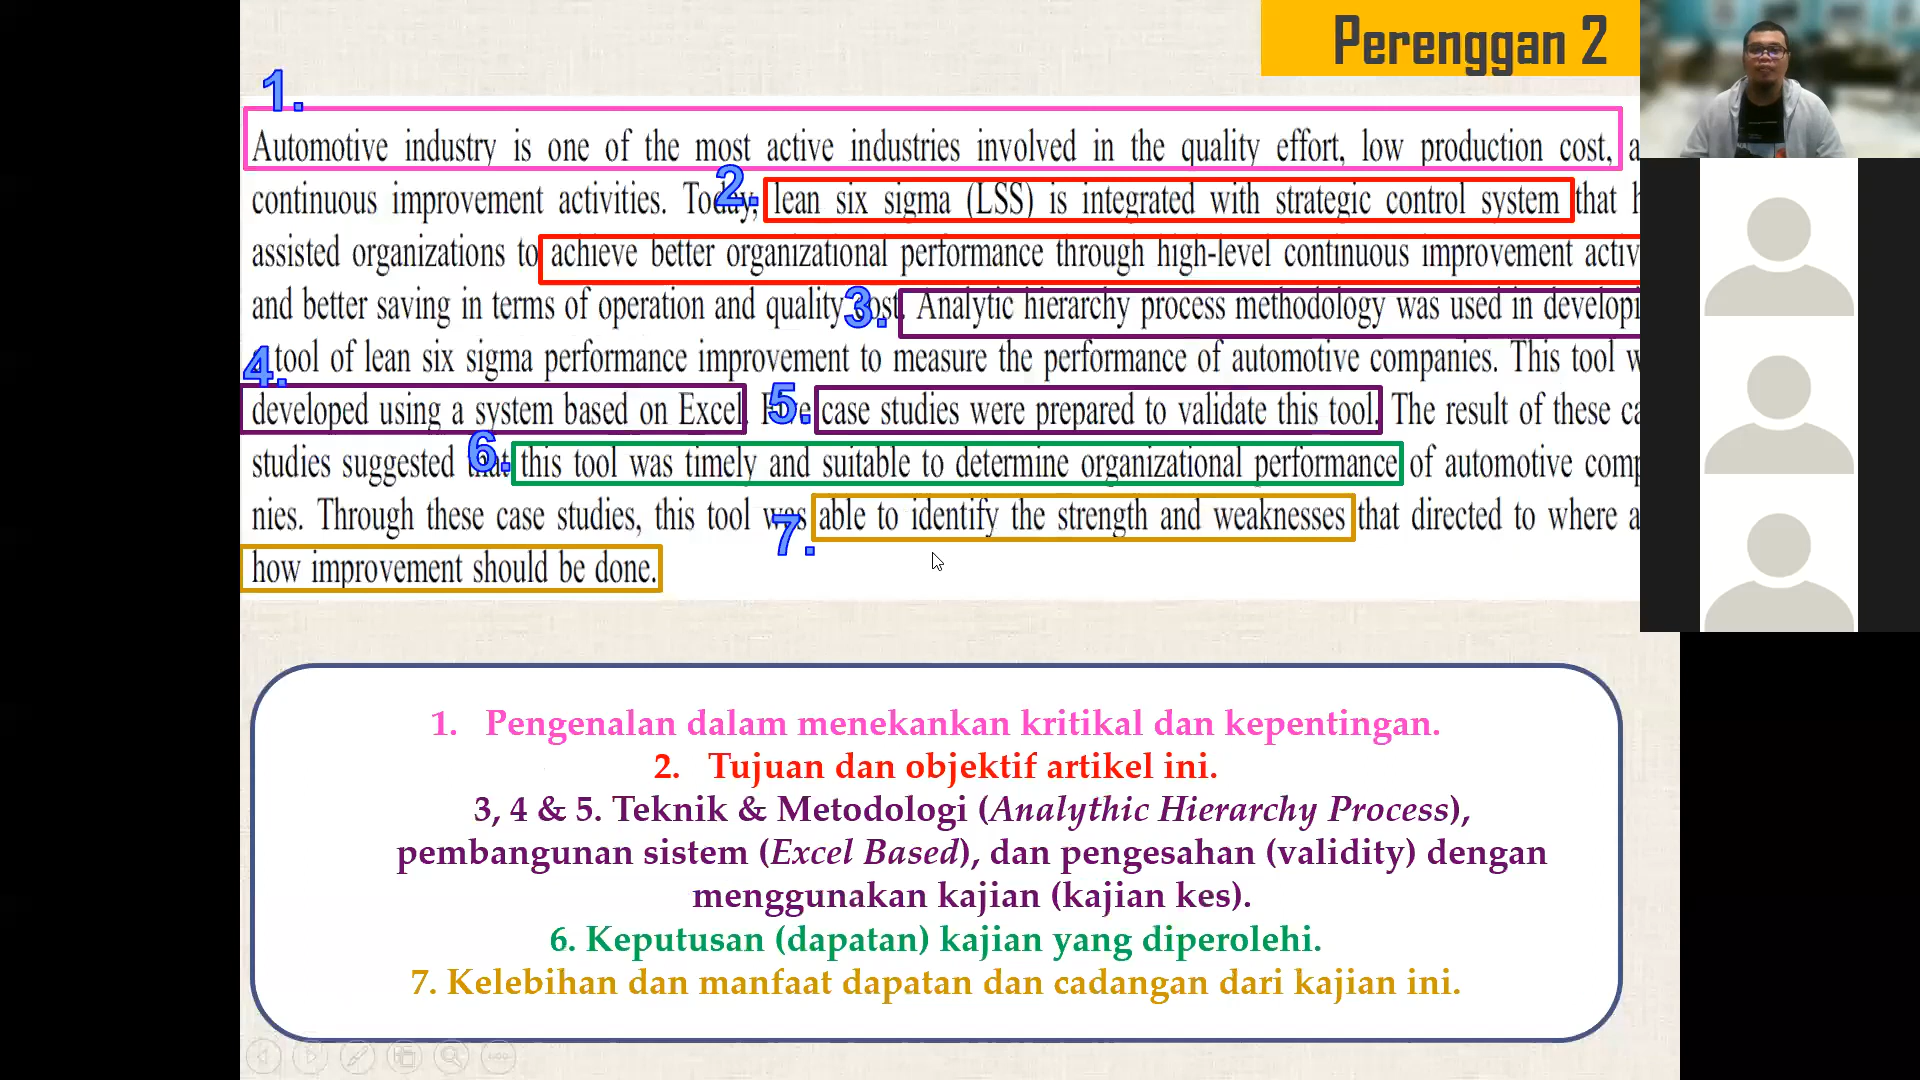 Perenggan 2
1.
Automotive industry is one of the most active industries involved in the quality effort, low production cost,
2.
continuous improvement activities. Today, lean six sigma (LSS) is integrated with strategic control system that
assisted organizations to achieve better organizational performance through high-level continuous improvement
3.
and better saving in terms of operation and quality cost. Analytic hierarchy process methodology was used in
4.
tool of lean six sigma performance improvement to measure the performance of automotive companies. This tool
5.
developed using a system based on Excel. Five case studies were prepared to validate this tool. The result of these
6.
studies suggested that this tool was timely and suitable to determine organizational performance of automotive
7.
nies. Through these case studies, this tool was able to identify the strength and weaknesses that directed to where
how improvement should be done.
1. Pengenalan dalam menekankan kritikal dan kepentingan.
2. Tujuan dan objektif artikel ini.
3, 4 & 5. Teknik & Metodologi (Analythic Hierarchy Process),
pembangunan sistem (Excel Based), dan pengesahan (validity) dengan
menggunakan kajian (kajian kes).
6. Keputusan (dapatan) kajian yang diperolehi.
7. Kelebihan dan manfaat dapatan dan cadangan dari kajian ini.